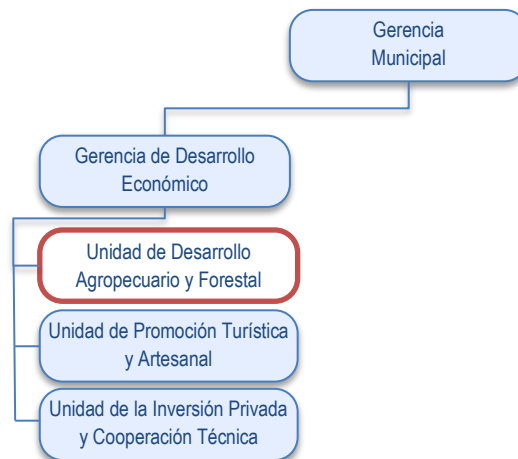 Gerencia
Municipal
Gerencia de Desarrollo
Económico
Unidad de Desarrollo
Agropecuario y Forestal
Unidad de Promoción Turística
y Artesanal
Unidad de la Inversión Privada
y Cooperación Técnica